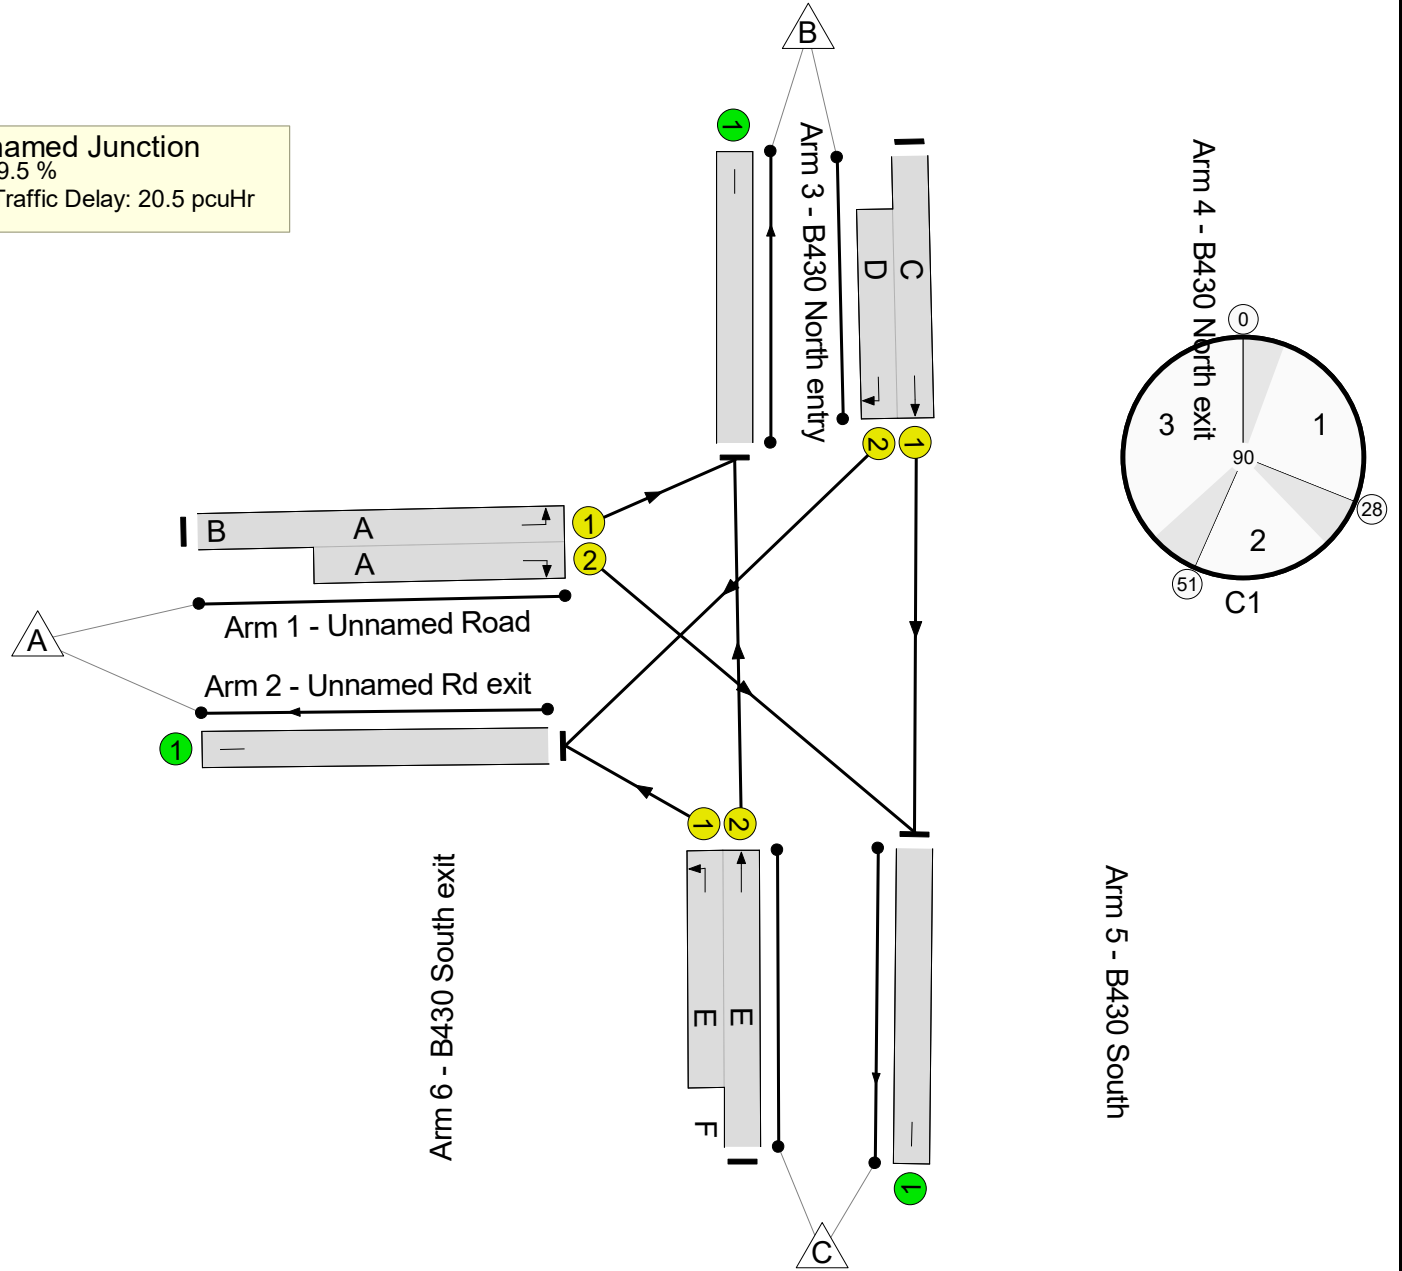 B
named Junction
9.5 %
Traffic Delay: 20.5 pcuHr
1
Arm 3 - B430 North entry
D
C
2
1
Arm 4 - B430 North exit
0
3
1
90
28
2
51
C1
B
A
A
1
2
Arm 1 - Unnamed Road
A
Arm 2 - Unnamed Rd exit
1
1
2
E
E
F
Arm 6 - B430 South exit
Arm 5 - B430 South
1
C